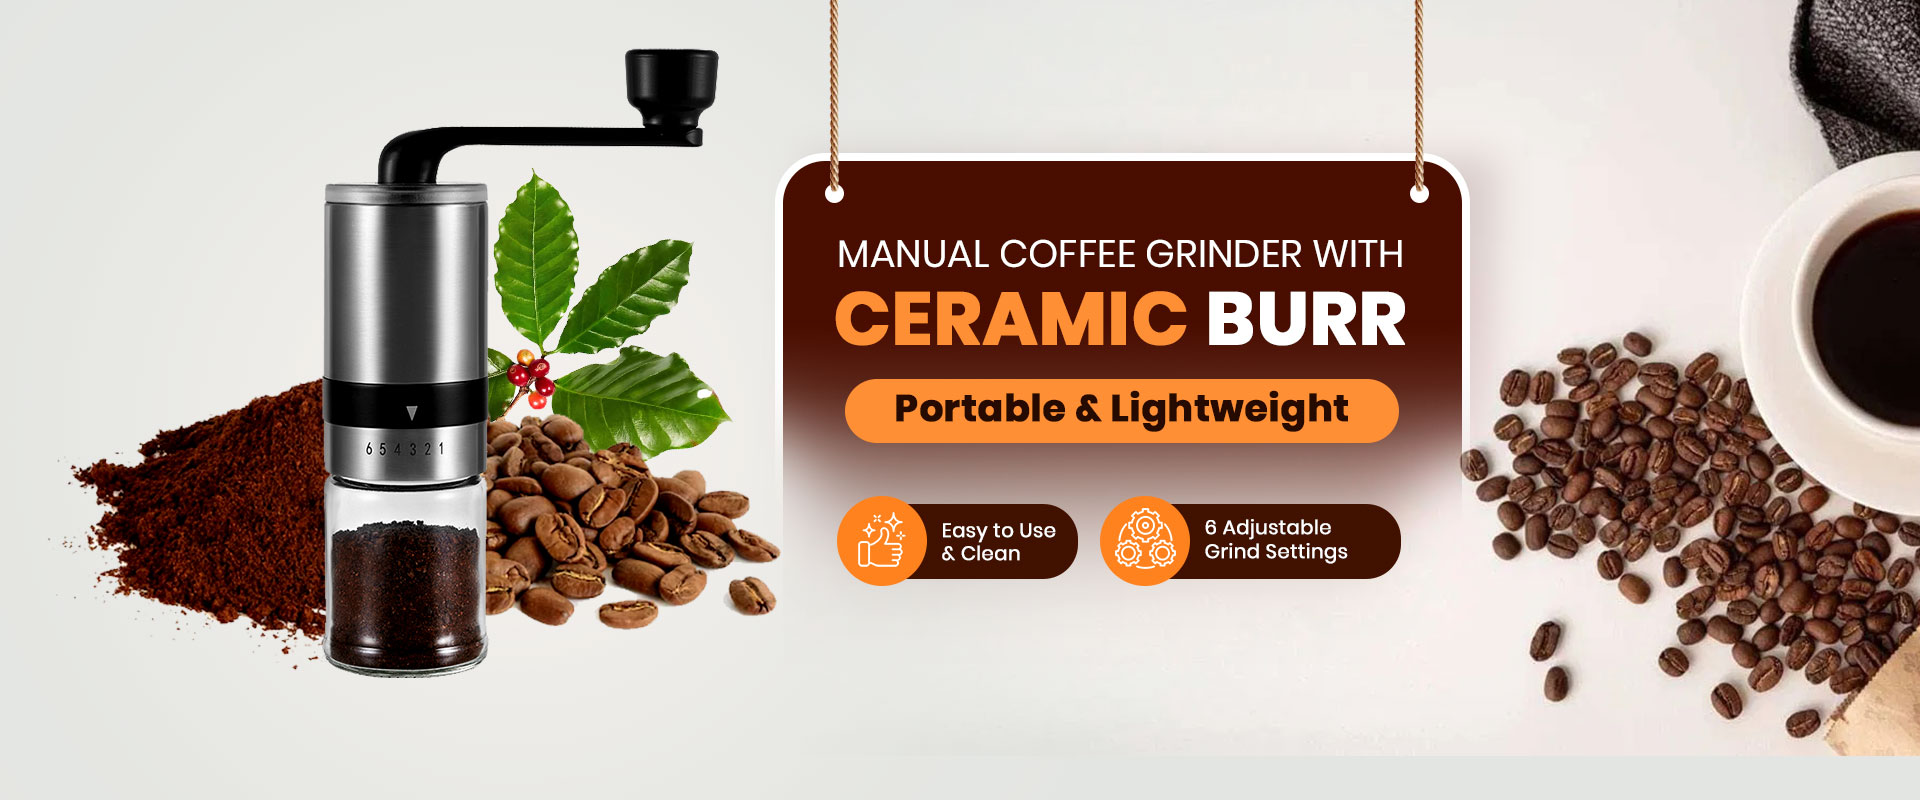 MANUAL COFFEE GRINDER WITH
CERAMIC BURR
Portable & Lightweight
Easy to Use
& Clean
6 Adjustable
Grind Settings
6 5 4 3 2 1